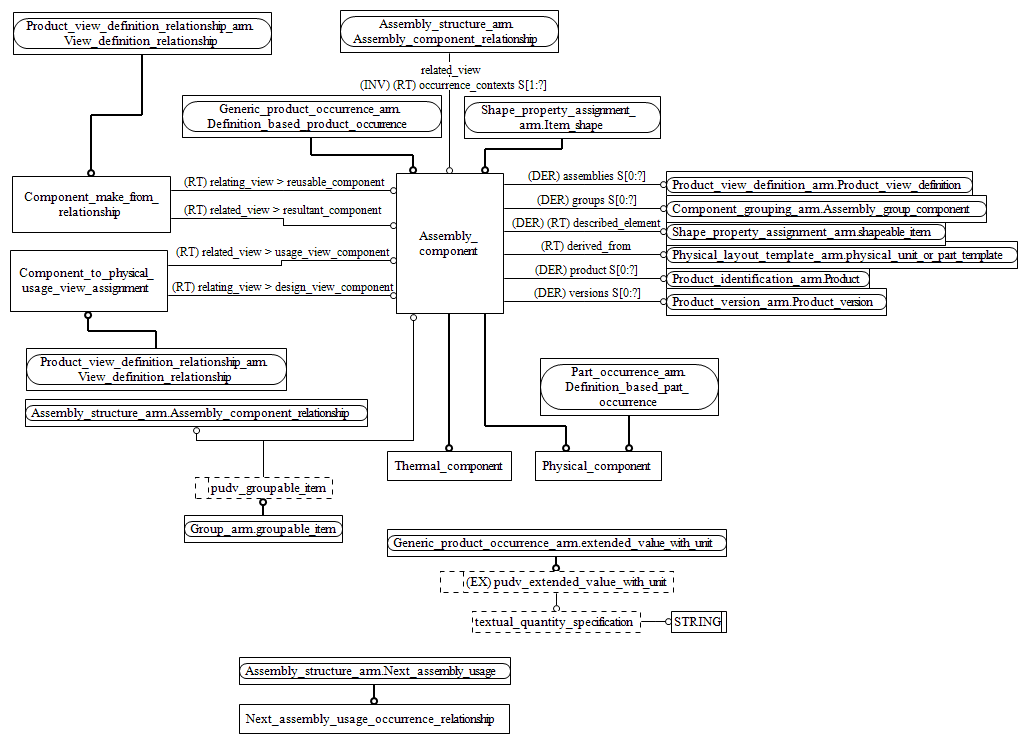 Product_view_definition_relationship_arm.
View_definition_relationship
Assembly_structure_arm.
Assembly_component_relationship
related_view
(INV) (RT) occurrence_contexts S[1:?]
Generic_product_occurrence_arm.
Definition_based_product_occurrence
Shape_property_assignment_
arm.Item_shape
Component_make_from_
relationship
(RT) relating_view > reusable_component
(RT) related_view > resultant_component
Component_to_physical_
usage_view_assignment
(RT) related_view > usage_view_component
(RT) relating_view > design_view_component
Assembly_
component
(DER) assemblies S[0:?]
Product_view_definition_arm.Product_view_definition
(DER) groups S[0:?]
Component_grouping_arm.Assembly_group_component
(DER) (RT) described_element
Shape_property_assignment_arm.shapeable_item
(RT) derived_from
Physical_layout_template_arm.physical_unit_or_part_template
(DER) product S[0:?]
Product_identification_arm.Product
(DER) versions S[0:?]
Product_version_arm.Product_version
Product_view_definition_relationship_arm.
View_definition_relationship
Assembly_structure_arm.Assembly_component_relationship
Part_occurrence_arm.
Definition_based_part_
occurrence
Thermal_component
Physical_component
pudv_groupable_item
Group_arm.groupable_item
Generic_product_occurrence_arm.extended_value_with_unit
(EX) pudv_extended_value_with_unit
textual_quantity_specification
STRING
Assembly_structure_arm.Next_assembly_usage
Next_assembly_usage_occurrence_relationship